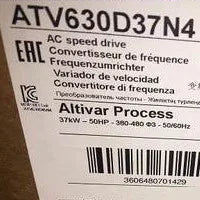 ATV630D37N4
AC speed drive
Convertisseur de fréquence
Frequenzumrichter
Variador de velocidad
Convertitore di frequenza
Преобразователь частоты -
Altivar Process
37kW - 50HP - 380-480 Φ3 - 50/60Hz
3606480701429